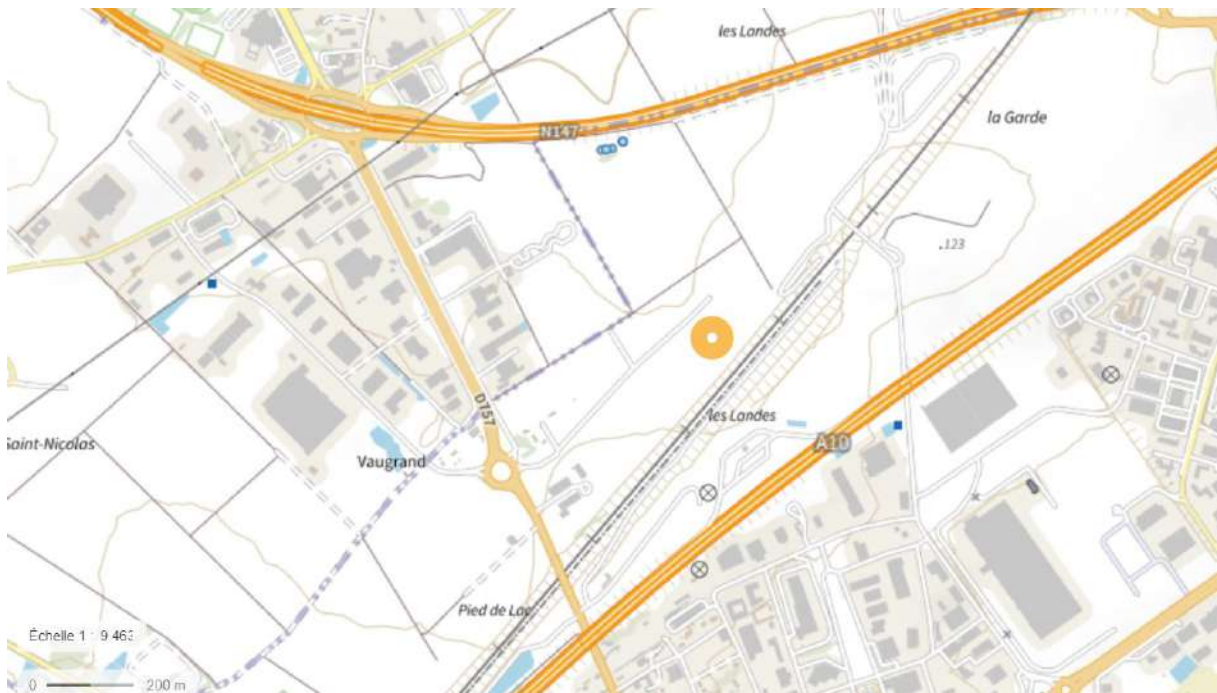 les Landes
la Garde
N147
.123
D757
les Landes
A10
Saint-Nicolas
Vaugrand
Pied de Lac
Échelle 1 : 9 463
0 200 m